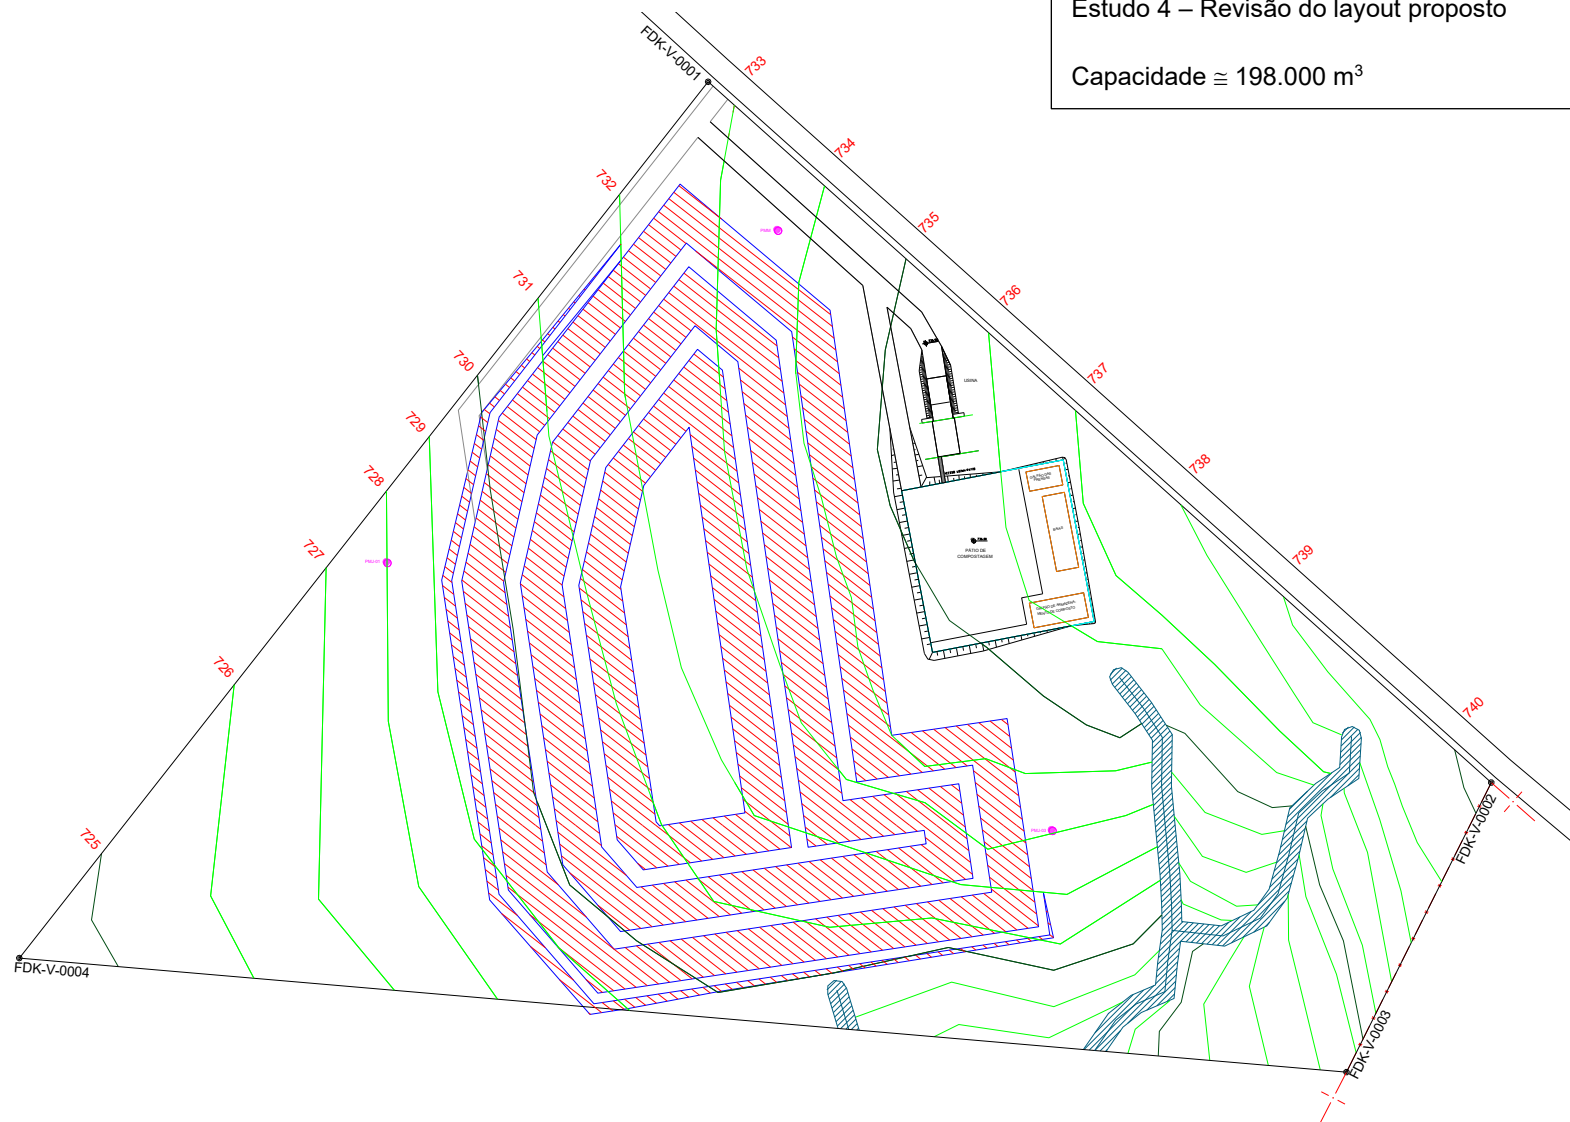 Estudo 4 – Revisão do layout proposto
Capacidade ≅ 198.000 m³
FDK-V-0001
733
734
732
735
731
736
730
737
USINA
729
738
728
PÁTIO DE
COMPOSTAGEM
727
739
726
740
725
FDK-V-0002
FDK-V-0004
FDK-V-0003